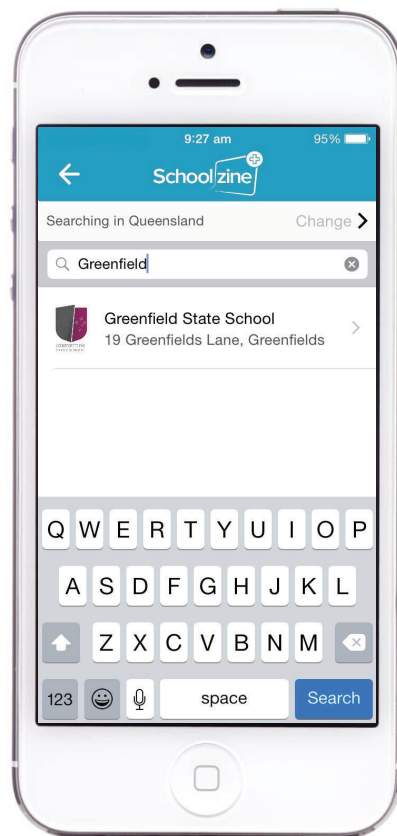 9:27 am 95%
Schoolzine
Searching in Queensland Change
Greenfield
Greenfield State School
19 Greenfields Lane, Greenfields
Q W E R T Y U I O P
A S D F G H J K L
Z X C V B N M
123 space Search